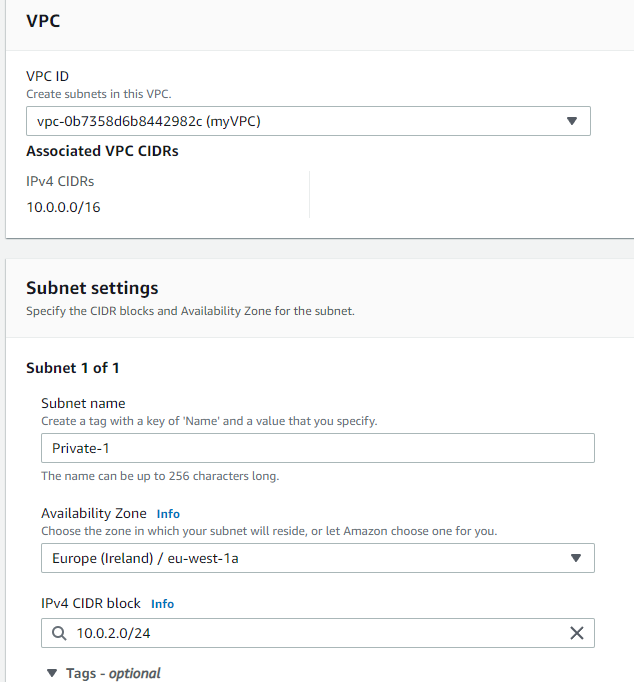 VPC
VPC ID
Create subnets in this VPC.
vpc-0b7358d6b8442982c (myVPC)
Associated VPC CIDRs
IPv4 CIDRs
10.0.0.0/16
Subnet settings
Specify the CIDR blocks and Availability Zone for the subnet.
Subnet 1 of 1
Subnet name
Create a tag with a key of 'Name' and a value that you specify.
Private-1
The name can be up to 256 characters long.
Availability Zone Info
Choose the zone in which your subnet will reside, or let Amazon choose one for you.
Europe (Ireland) / eu-west-1a
IPv4 CIDR block Info
10.0.2.0/24
Tags - optional